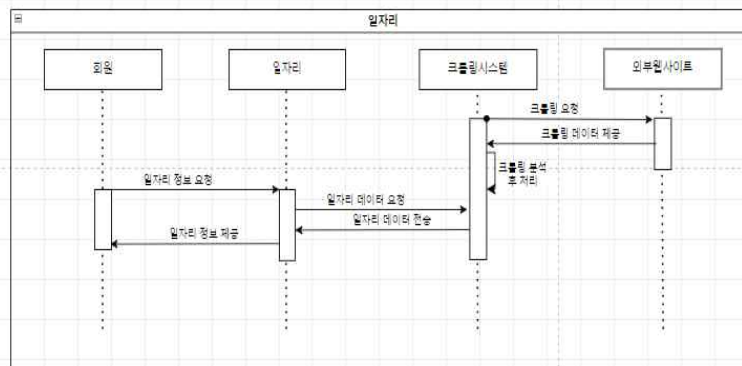 일자리
회원
일자리
크롤링시스템
외부웹사이트
크롤링 요청
크롤링 데이터 제공
크롤링 분석
후 처리
일자리 정보 요청
일자리 데이터 요청
일자리 데이터 전송
일자리 정보 제공